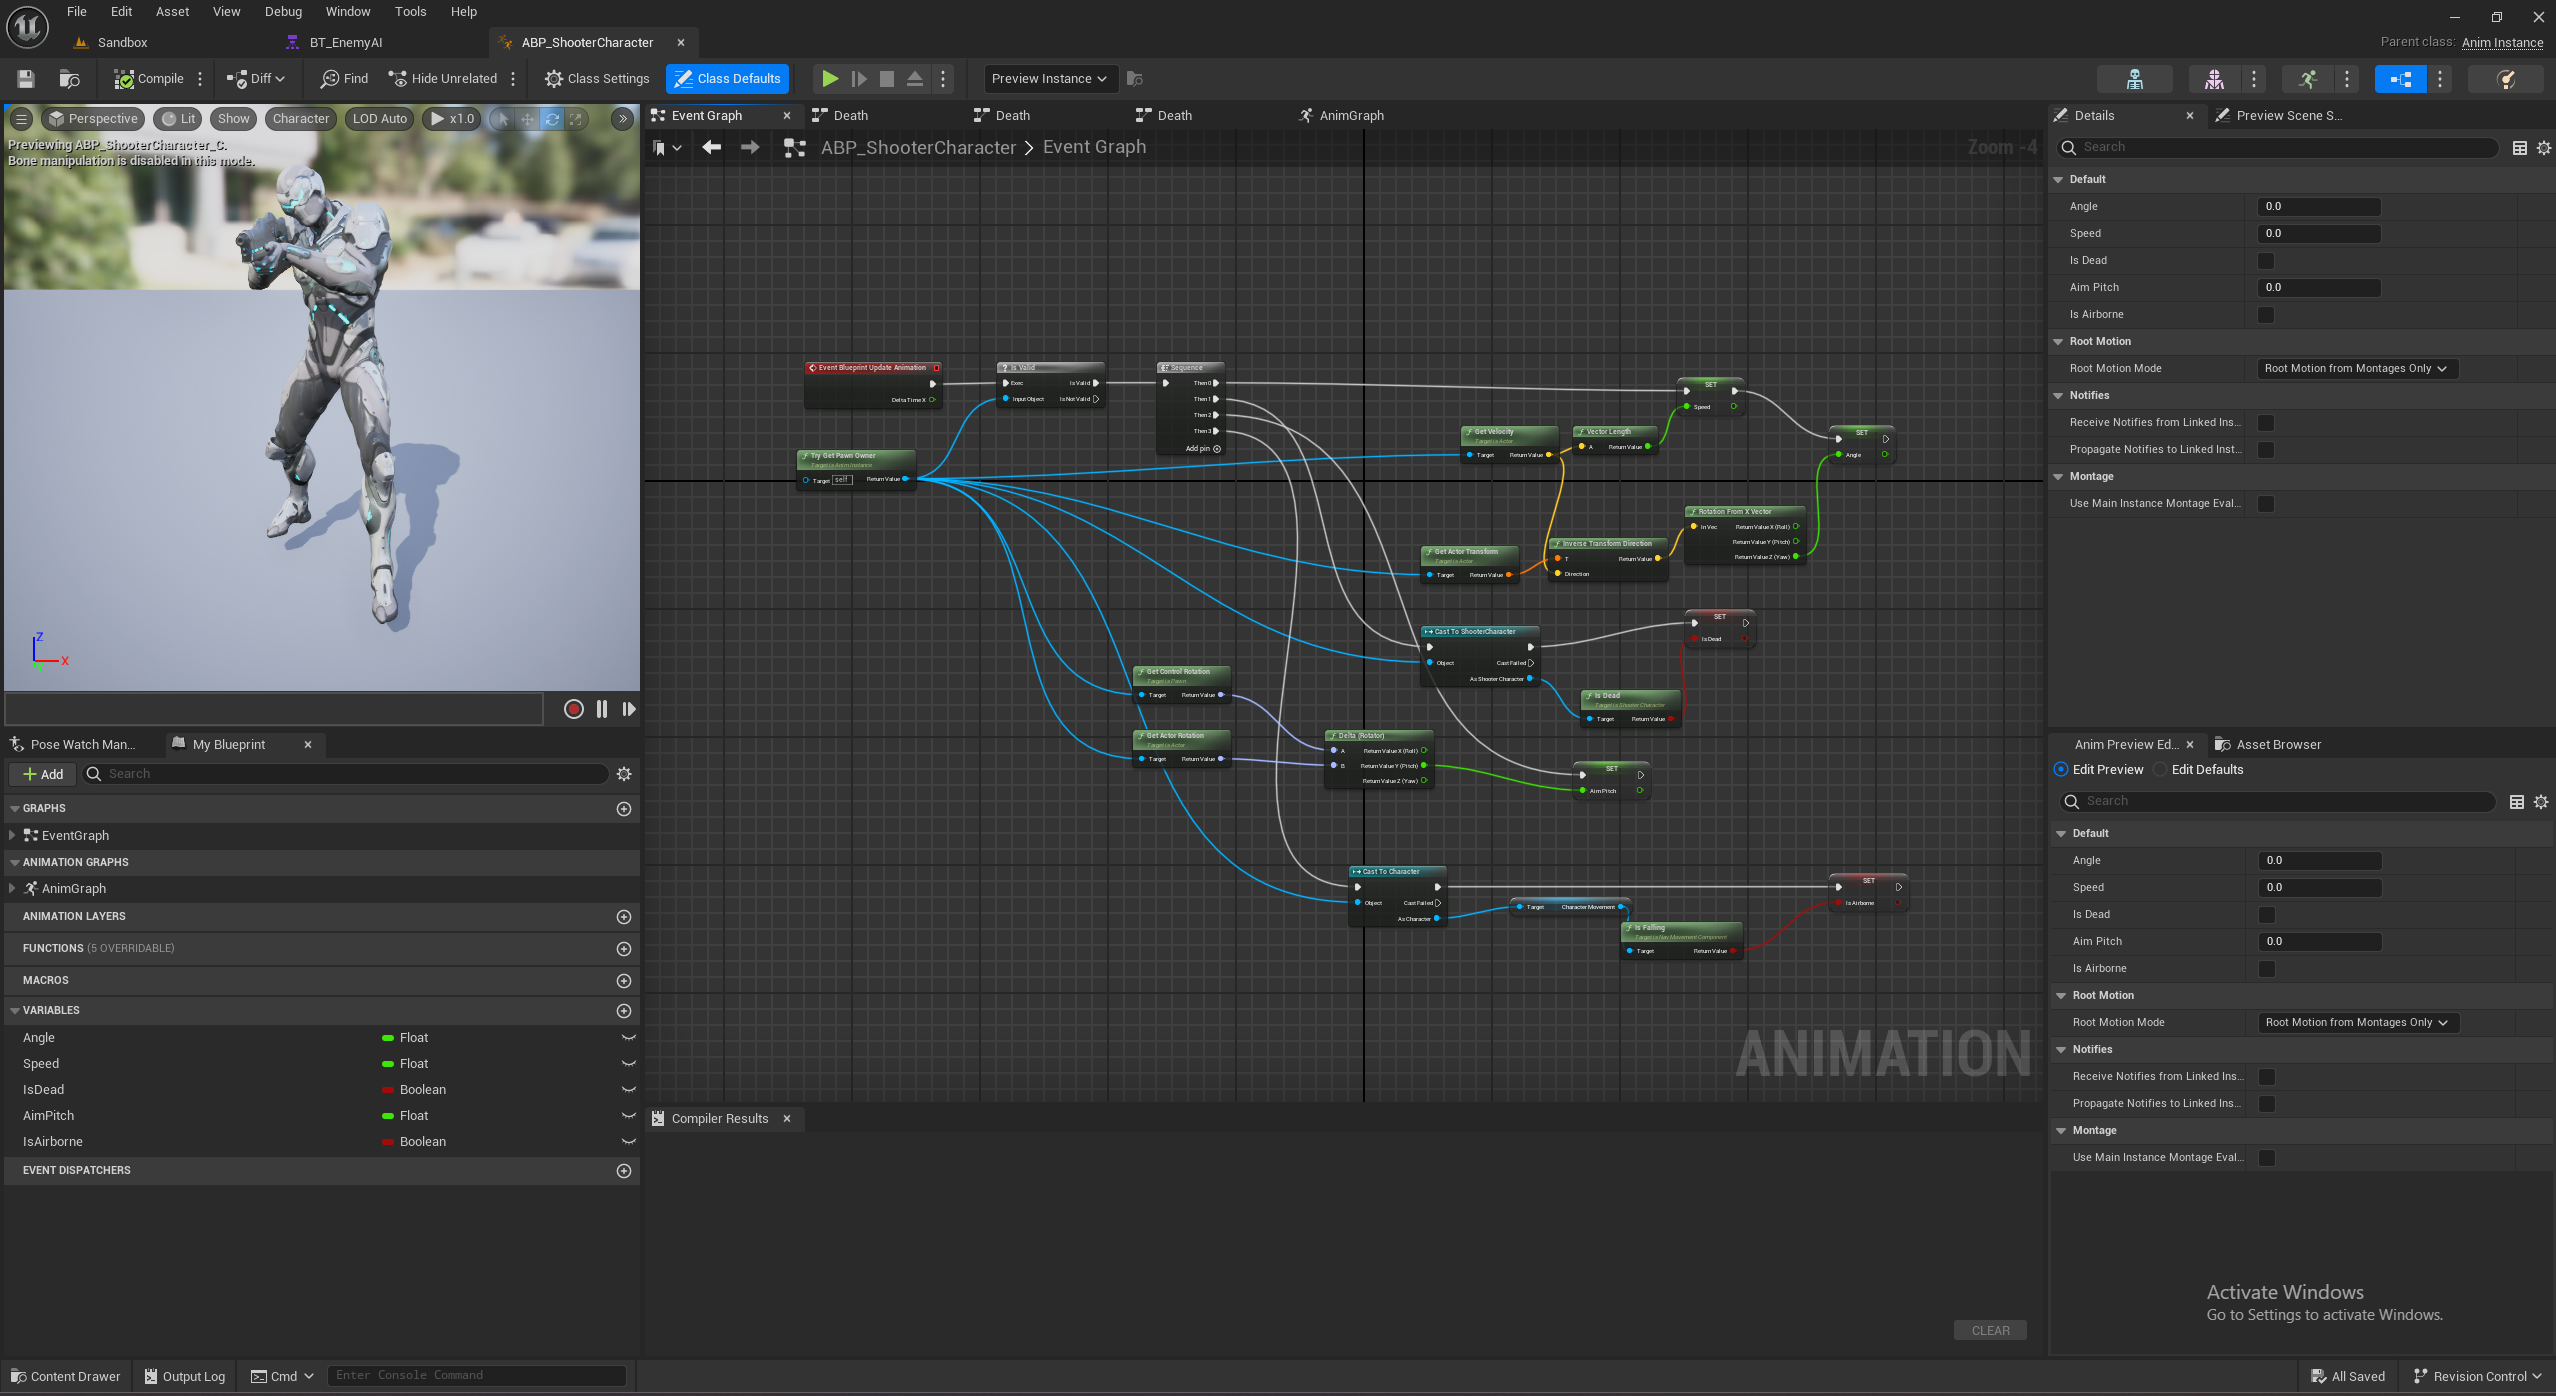 File Edit Asset View Debug Window Tools Help
Sandbox BT_EnemyAI ABP_ShooterCharacter
Parent class: Anim Instance
Compile Diff Find Hide Unrelated Class Settings Class Defaults Preview Instance
Perspective Lit Show Character LOD Auto x1.0
Previewing ABP_ShooterCharacter_C.
Bone manipulation is disabled in this mode.
Z
X
Pose Watch Man... My Blueprint
Add Search
GRAPHS
EventGraph
ANIMATION GRAPHS
AnimGraph
ANIMATION LAYERS
FUNCTIONS (5 OVERRIDABLE)
MACROS
VARIABLES
Angle Float
Speed Float
IsDead Boolean
AimPitch Float
IsAirborne Boolean
EVENT DISPATCHERS
Event Graph Death Death Death AnimGraph
ABP_ShooterCharacter > Event Graph
Zoom -4
Event Blueprint Update Animation
Delta Time X
Is Valid
Exec Is Valid
Input Object Is Not Valid
Sequence
Then 0
Then 1
Then 2
Then 3
Add pin
Try Get Pawn Owner
Target is Anim Instance
Target self Return Value
SET
Speed
Get Velocity
Target is Actor
Target Return Value
Vector Length
A Return Value
SET
Angle
Rotation From X Vector
In Vec Return Value X (Roll)
Return Value Y (Pitch)
Return Value Z (Yaw)
Get Actor Transform
Target is Actor
Target Return Value
Inverse Transform Direction
T Return Value
Direction
Cast To ShooterCharacter
Object Cast Failed
As Shooter Character
SET
Is Dead
Is Dead
Target is Shooter Character
Target Return Value
Get Control Rotation
Target is Pawn
Target Return Value
Get Actor Rotation
Target is Actor
Target Return Value
Delta (Rotator)
A Return Value X (Roll)
B Return Value Y (Pitch)
Return Value Z (Yaw)
SET
Aim Pitch
Cast To Character
Object Cast Failed
As Character
Target Character Movement
Is Falling
Target is Nav Movement Component
Target Return Value
SET
Is Airborne
ANIMATION
Compiler Results
CLEAR
Details Preview Scene S...
Search
Default
Angle 0.0
Speed 0.0
Is Dead
Aim Pitch 0.0
Is Airborne
Root Motion
Root Motion Mode Root Motion from Montages Only
Notifies
Receive Notifies from Linked Ins...
Propagate Notifies to Linked Inst...
Montage
Use Main Instance Montage Eval...
Anim Preview Ed... Asset Browser
Edit Preview Edit Defaults
Search
Default
Angle 0.0
Speed 0.0
Is Dead
Aim Pitch 0.0
Is Airborne
Root Motion
Root Motion Mode Root Motion from Montages Only
Notifies
Receive Notifies from Linked Ins...
Propagate Notifies to Linked Ins...
Montage
Use Main Instance Montage Eval...
Activate Windows
Go to Settings to activate Windows.
Content Drawer Output Log Cmd Enter Console Command All Saved Revision Control